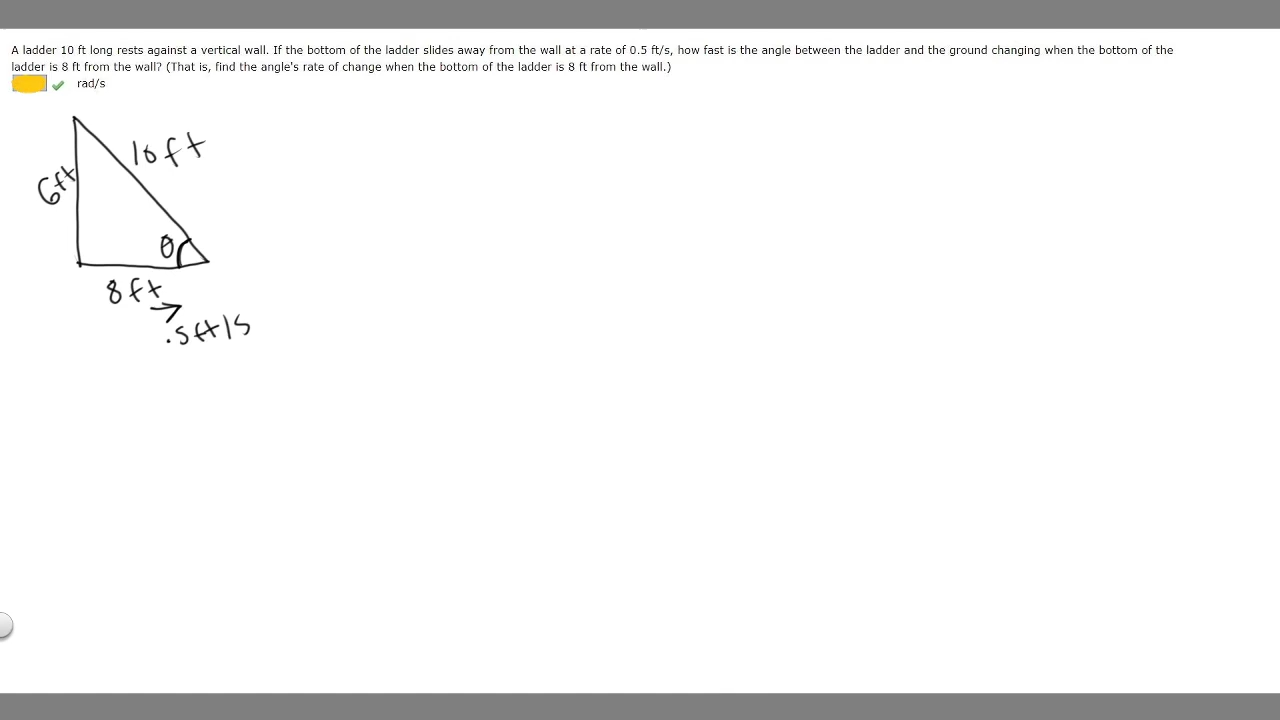 A ladder 10 ft long rests against a vertical wall. If the bottom of the ladder slides away from the wall at a rate of 0.5 ft/s, how fast is the angle between the ladder and the ground changing when the bottom of the
ladder is 8 ft from the wall? (That is, find the angle's rate of change when the bottom of the ladder is 8 ft from the wall.)
rad/s
10ft
6ft
θ
8ft
.5ft/s